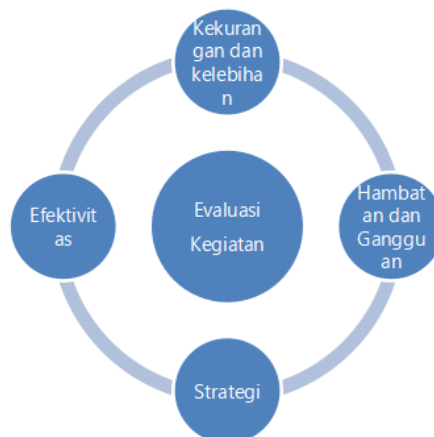 Kekuran
gan dan
kelebiha
n
Efektivit
as
Evaluasi
Kegiatan
Hambat
an dan
Ganggu
an
Strategi